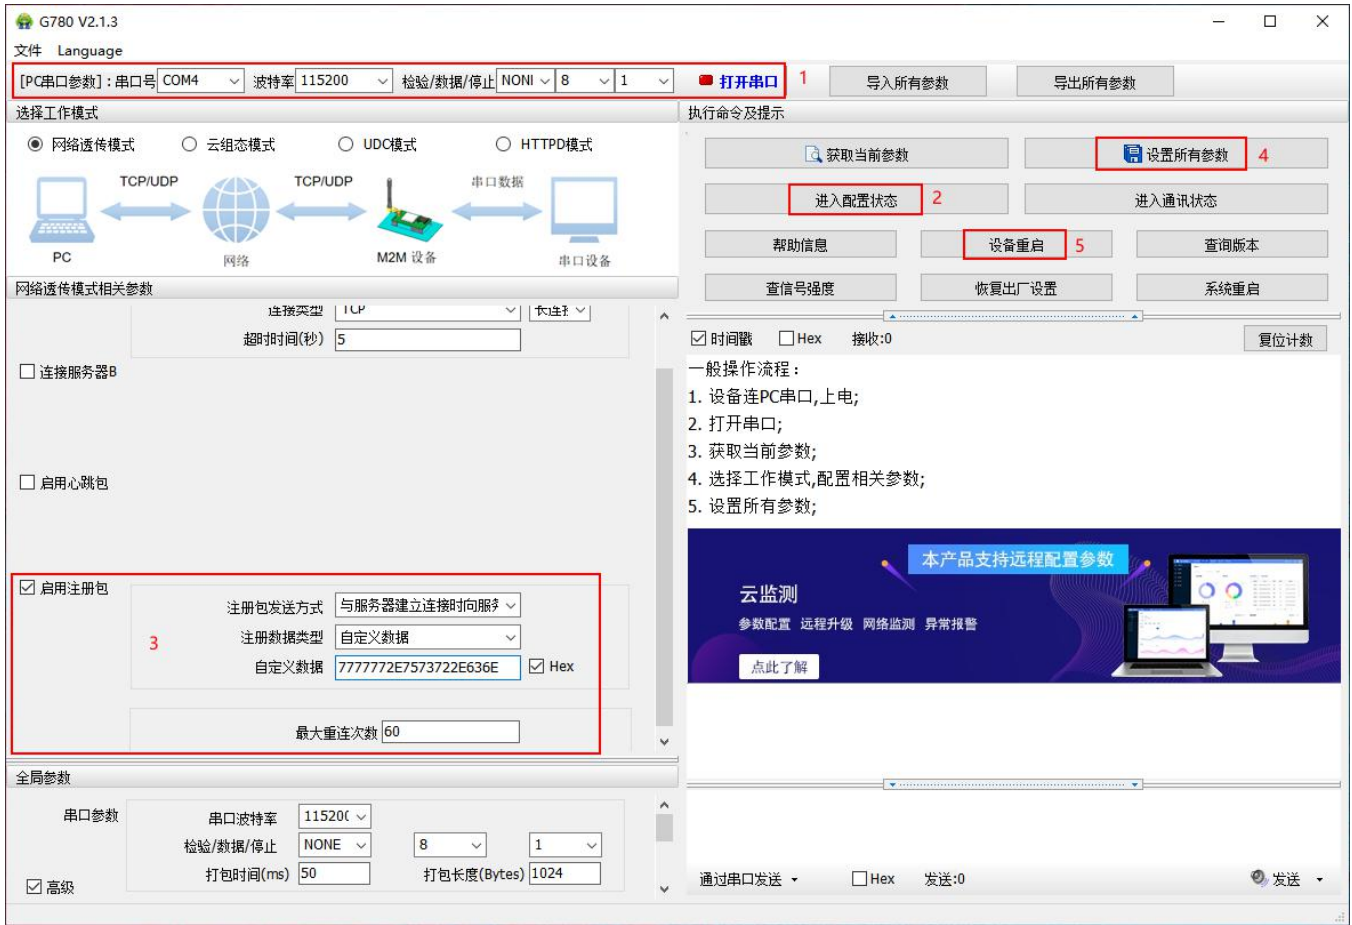 G780 V2.1.3
文件 Language
[PC串口参数]：串口号 COM4 波特率 115200 检验/数据/停止 NONI 8 1 打开串口 1 导入所有参数 导出所有参数
选择工作模式
网络透传模式 云组态模式 UDC模式 HTTPD模式
TCP/UDP TCP/UDP 串口数据
PC 网络 M2M 设备 串口设备
网络透传模式相关参数
连接类型 TCP 长连接
超时时间(秒) 5
连接服务器B
启用心跳包
启用注册包
注册包发送方式 与服务器建立连接时向服务
注册数据类型 自定义数据
3
自定义数据 7777772E7573722E636E Hex
最大重连次数 60
全局参数
串口参数 串口波特率 11520(
检验/数据/停止 NONE 8 1
打包时间(ms) 50 打包长度(Bytes) 1024
高级
执行命令及提示
获取当前参数 设置所有参数 4
进入配置状态 2 进入通讯状态
帮助信息 设备重启 5 查询版本
查信号强度 恢复出厂设置 系统重启
时间戳 Hex 接收:0 复位计数
一般操作流程：
1. 设备连PC串口,上电;
2. 打开串口;
3. 获取当前参数;
4. 选择工作模式,配置相关参数;
5. 设置所有参数;
本产品支持远程配置参数
云监测
参数配置 远程升级 网络监测 异常报警
点此了解
通过串口发送 Hex 发送:0 发送